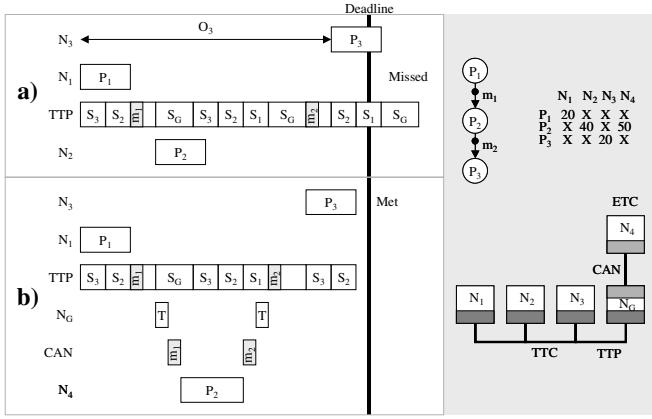 Deadline
N3 O3 P3
N1 P1 Missed
a)
TTP S3 S2 m1 SG S3 S2 S1 SG m2 S2 S1 SG
N2 P2
N3 P3 Met
N1 P1
TTP S3 S2 m1 SG S3 S2 S1 m2 S3 S2
b)
NG T T
CAN m1 m2
N4 P2
P1
m1
P2
m2
P3
N1 N2 N3 N4
P1 20 X X X
P2 X 40 X 50
P3 X X 20 X
ETC
N4
CAN
N1 N2 N3 NG
TTC TTP